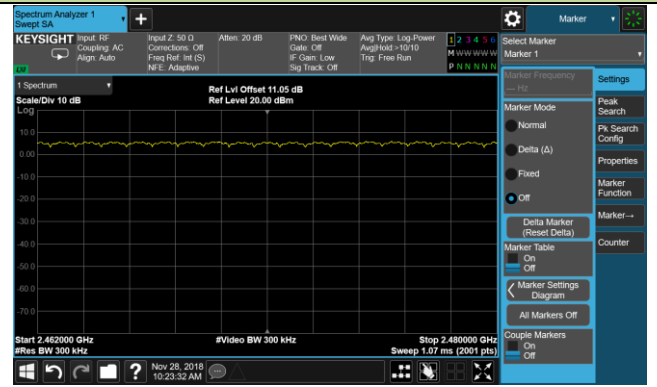 Spectrum Analyzer 1
Swept SA
KEYSIGHT
Input: RF
Coupling: AC
Align: Auto
Input Z: 50 Ω
Corrections: Off
Freq Ref: Int (S)
NFE: Adaptive
Atten: 20 dB
PNO: Best Wide
Gate: Off
IF Gain: Low
Sig Track: Off
Avg Type: Log-Power
Avg|Hold:>10/10
Trig: Free Run
1 2 3 4 5 6
M W W W W W
P N N N N N
1 Spectrum
Scale/Div 10 dB
Log
Ref Lvl Offset 11.05 dB
Ref Level 20.00 dBm
10.0
0.00
-10.0
-20.0
-30.0
-40.0
-50.0
-60.0
-70.0
Start 2.462000 GHz
#Res BW 300 kHz
#Video BW 300 kHz
Stop 2.480000 GHz
Sweep 1.07 ms (2001 pts)
?
Nov 28, 2018
10:23:32 AM
Marker
Select Marker
Marker 1
Marker Frequency
--- Hz
Marker Mode
Normal
Delta (Δ)
Fixed
Off
Delta Marker
(Reset Delta)
Marker Table
On
Off
Marker Settings
Diagram
All Markers Off
Couple Markers
On
Off
Settings
Peak
Search
Pk Search
Config
Properties
Marker
Function
Marker→
Counter